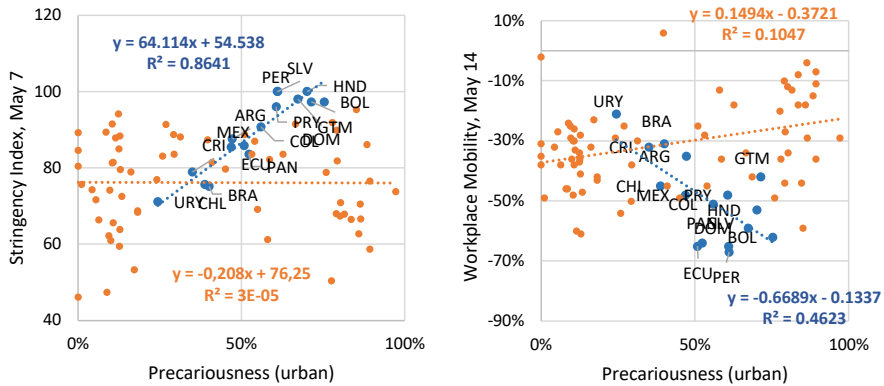 120
100
80
60
40
0%
50%
100%
Stringency Index, May 7
Precariousness (urban)
y = 64.114x + 54.538
R² = 0.8641
SLV
PER
HND
BOL
ARG
PRY
GTM
MEX
COL
DOM
CRI
ECU
PAN
URY
CHL
BRA
y = -0,208x + 76,25
R² = 3E-05
10%
-10%
-30%
-50%
-70%
-90%
0%
50%
100%
Workplace Mobility, May 14
Precariousness (urban)
y = 0.1494x - 0.3721
R² = 0.1047
URY
BRA
CRI
ARG
GTM
CHL
MEX
PRY
COL
HND
PAN
SLV
DOM
BOL
ECU
PER
y = -0.6689x - 0.1337
R² = 0.4623